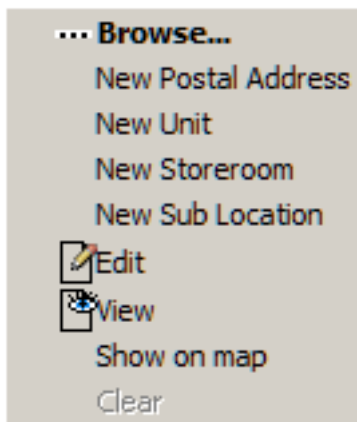 Browse...
New Postal Address
New Unit
New Storeroom
New Sub Location
Edit
View
Show on map
Clear